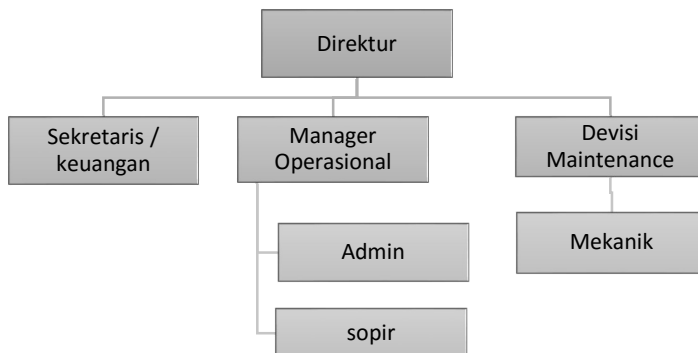 Direktur
Sekretaris /
keuangan
Manager
Operasional
Devisi
Maintenance
Admin
Mekanik
sopir